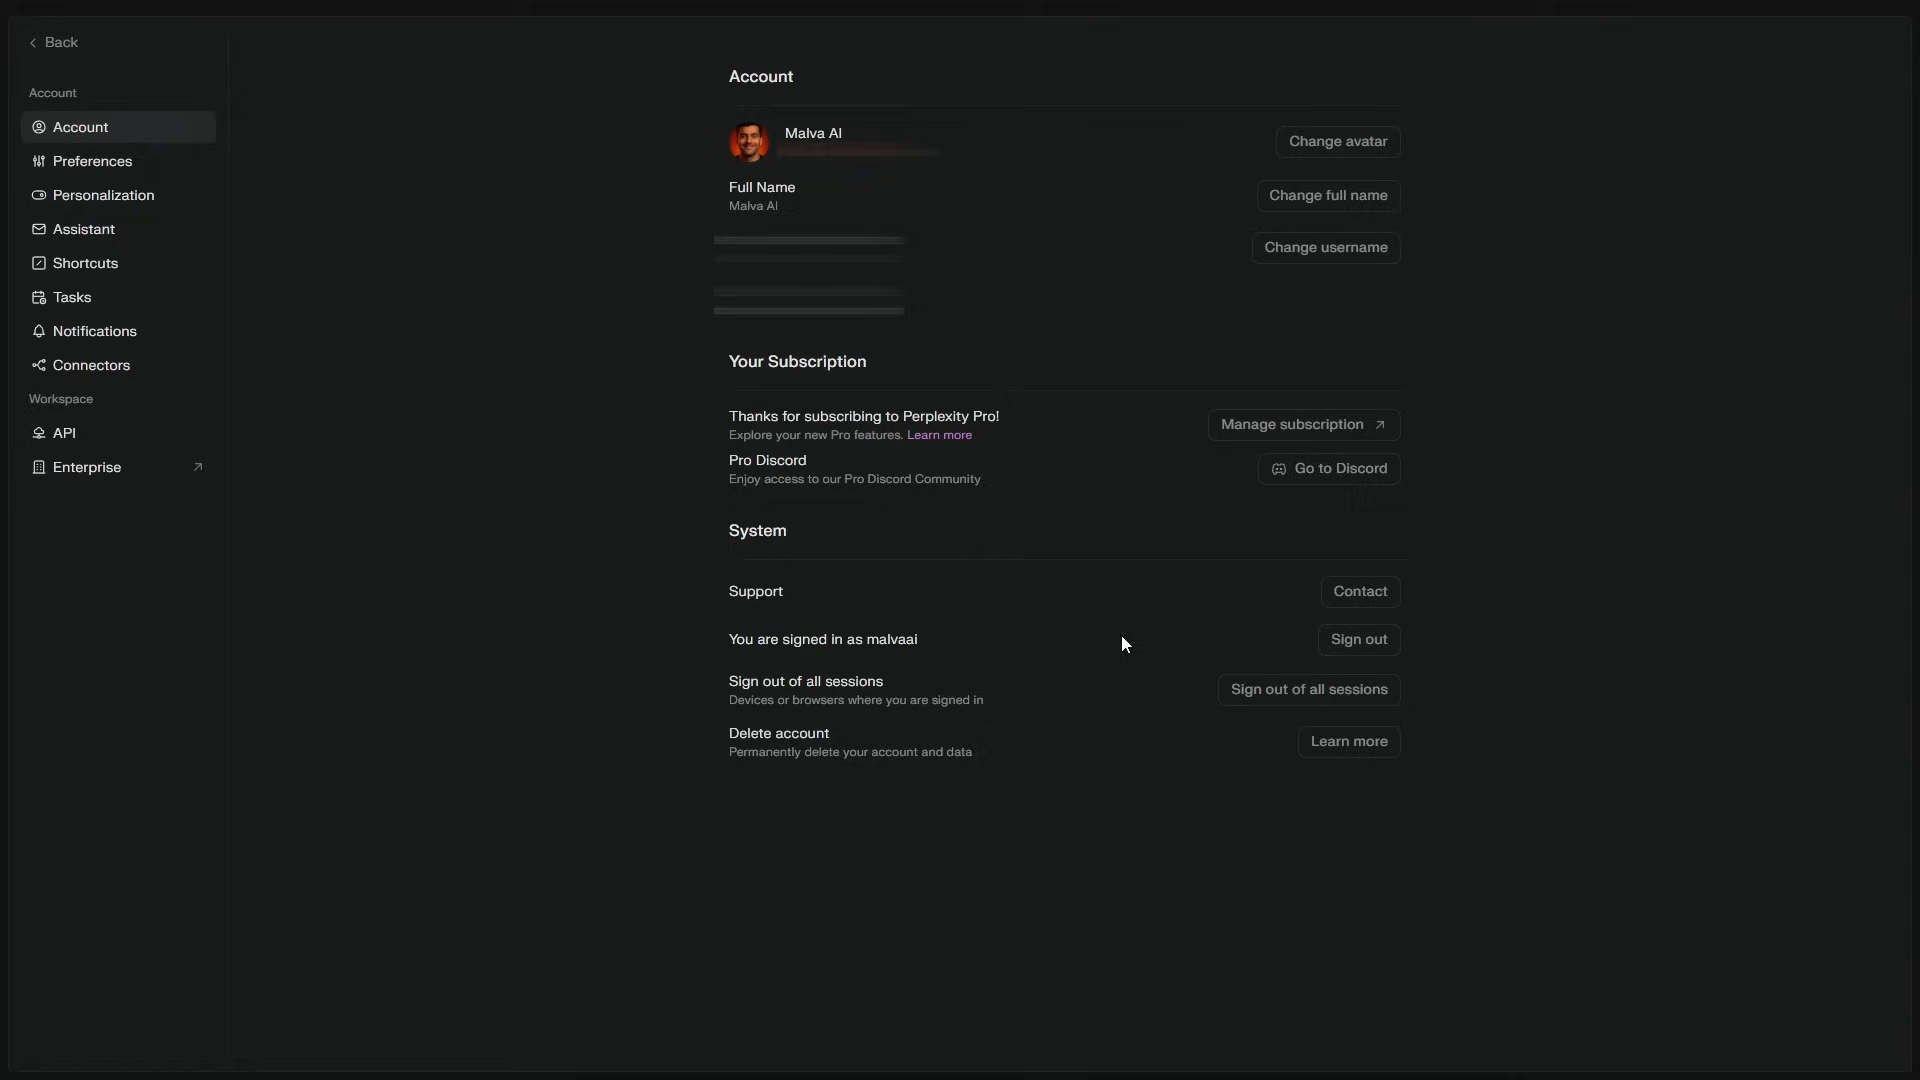 Back
Account
Account
Preferences
Personalization
Assistant
Shortcuts
Tasks
Notifications
Connectors
Workspace
API
Enterprise
Account
Malva AI
Change avatar
Full Name
Malva AI
Change full name
Change username
Your Subscription
Thanks for subscribing to Perplexity Pro!
Explore your new Pro features. Learn more
Manage subscription
Pro Discord
Enjoy access to our Pro Discord Community
Go to Discord
System
Support
Contact
You are signed in as malvaai
Sign out
Sign out of all sessions
Devices or browsers where you are signed in
Sign out of all sessions
Delete account
Permanently delete your account and data
Learn more